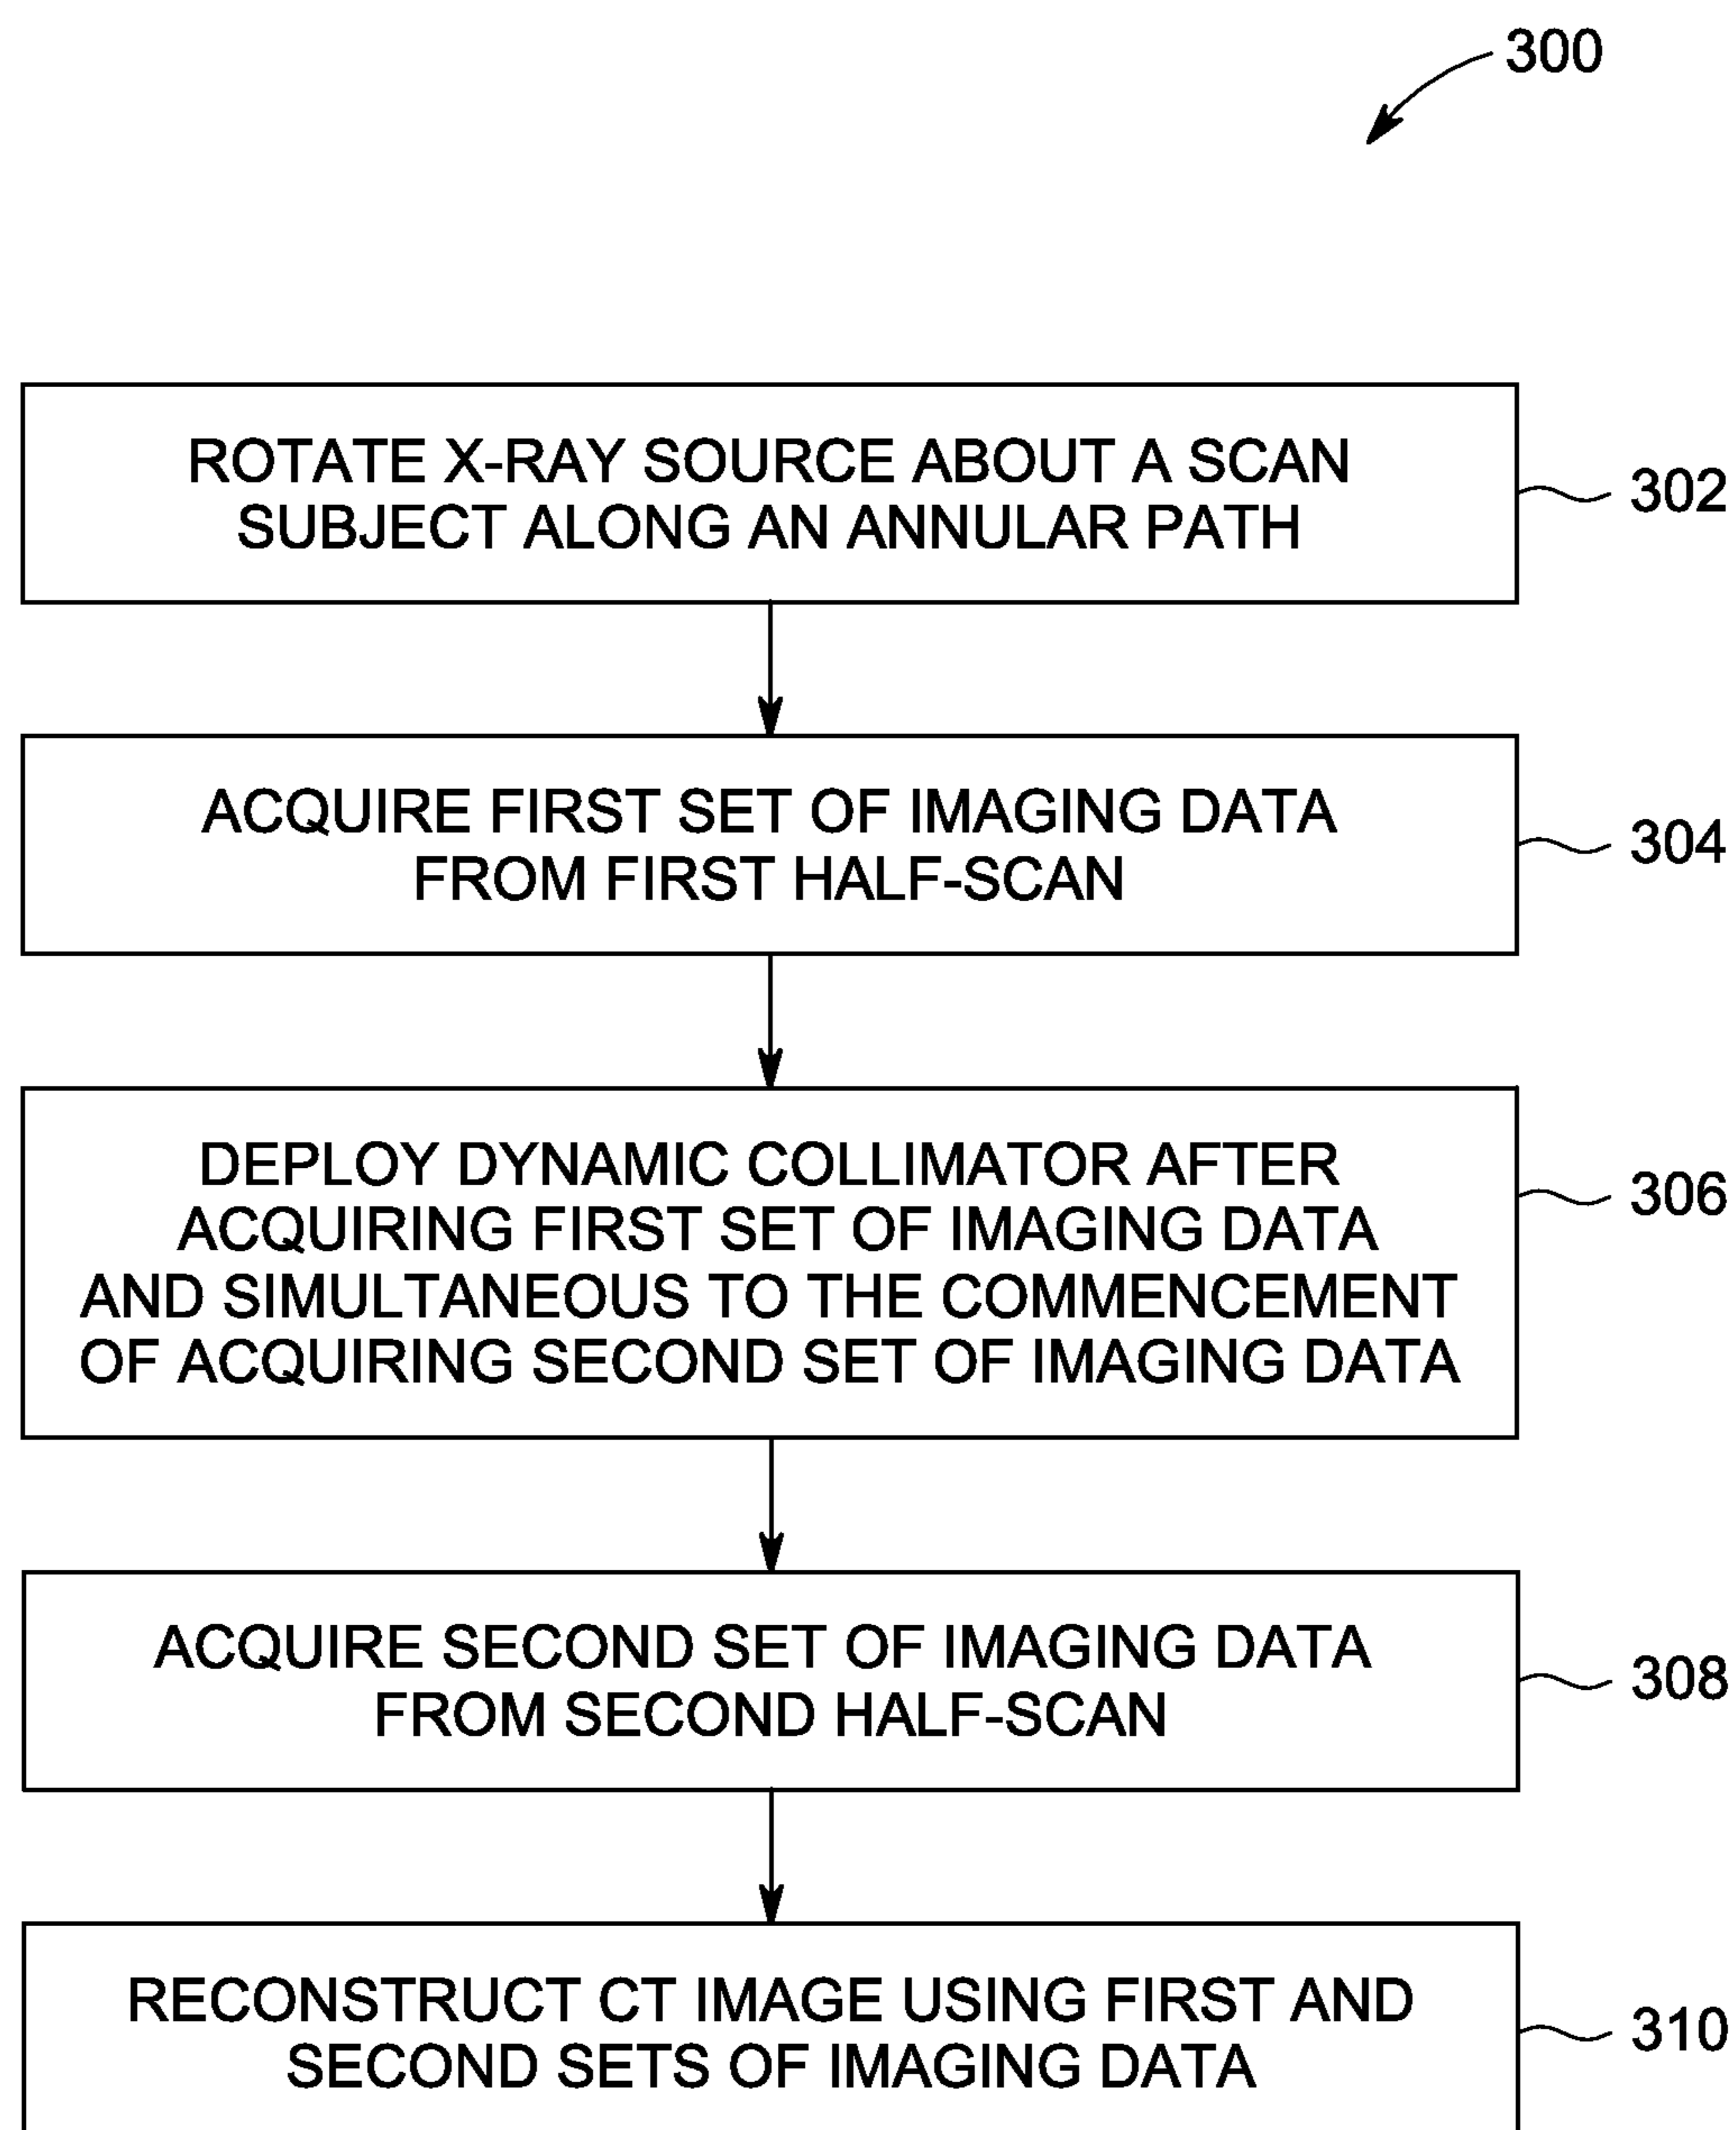 300
ROTATE X-RAY SOURCE ABOUT A SCAN
SUBJECT ALONG AN ANNULAR PATH
302
ACQUIRE FIRST SET OF IMAGING DATA
FROM FIRST HALF-SCAN
304
DEPLOY DYNAMIC COLLIMATOR AFTER
ACQUIRING FIRST SET OF IMAGING DATA
AND SIMULTANEOUS TO THE COMMENCEMENT
OF ACQUIRING SECOND SET OF IMAGING DATA
306
ACQUIRE SECOND SET OF IMAGING DATA
FROM SECOND HALF-SCAN
308
RECONSTRUCT CT IMAGE USING FIRST AND
SECOND SETS OF IMAGING DATA
310